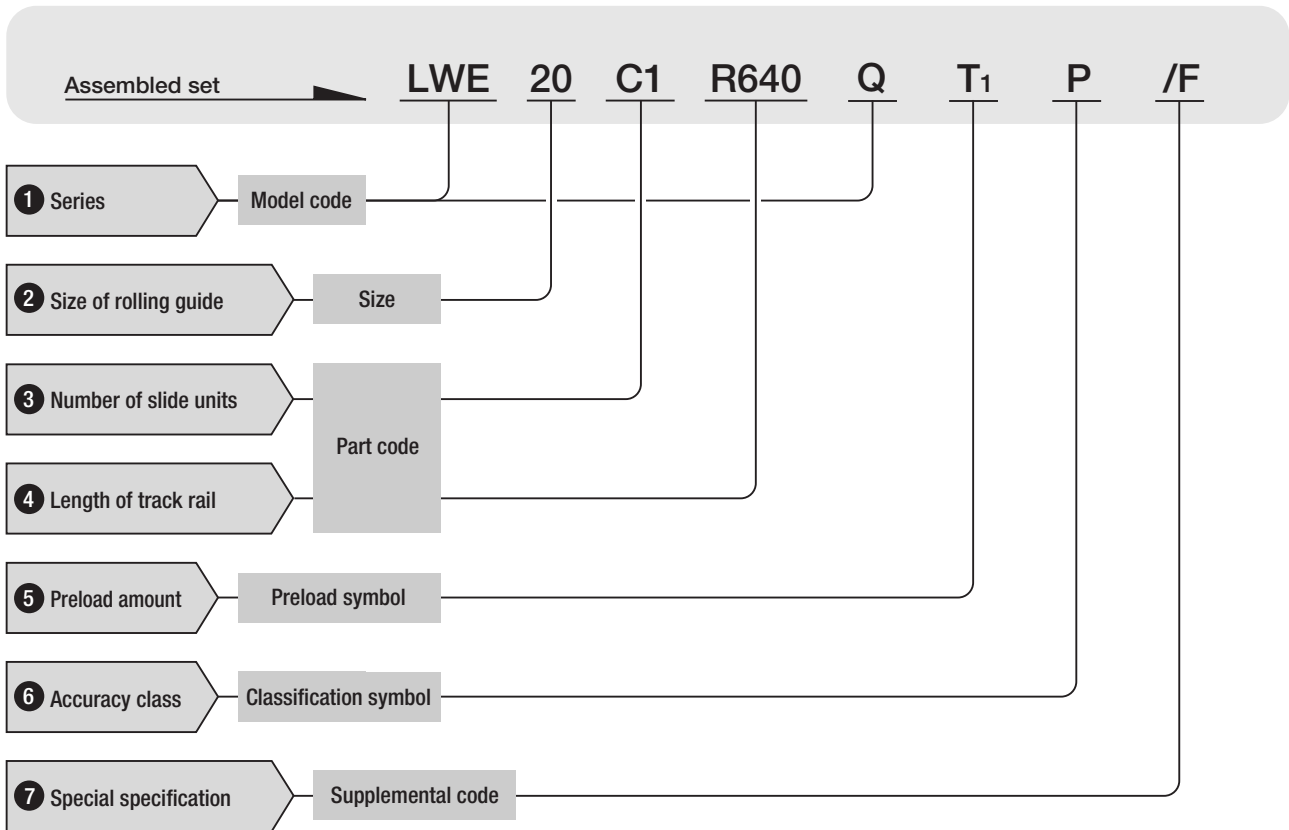 Assembled set LWE 20 C1 R640 Q T1 P /F
1 Series Model code
2 Size of rolling guide Size
3 Number of slide units
Part code
4 Length of track rail
5 Preload amount Preload symbol
6 Accuracy class Classification symbol
7 Special specification Supplemental code